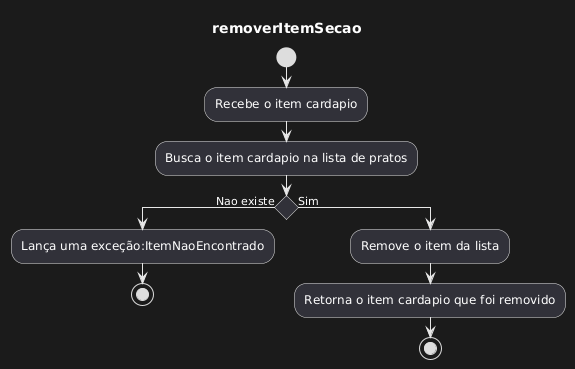 removerItemSecao
Recebe o item cardapio
Busca o item cardapio na lista de pratos
Nao existe
Sim
Lança uma exceção:ItemNaoEncontrado
Remove o item da lista
Retorna o item cardapio que foi removido